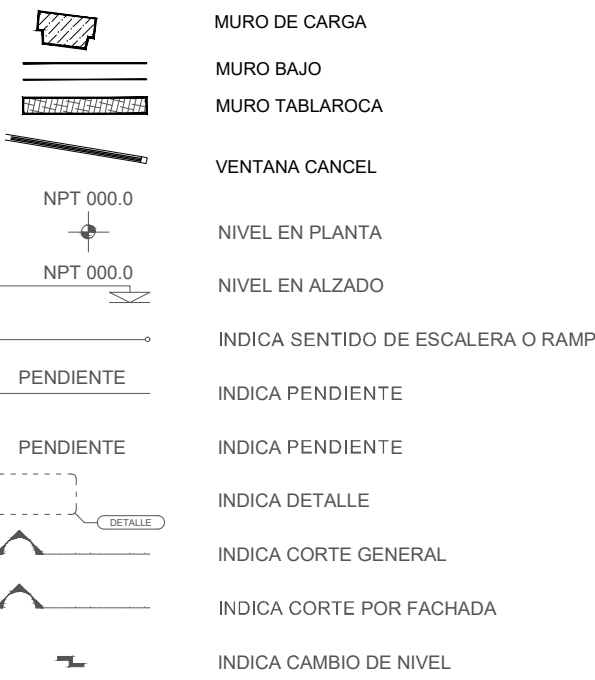 MURO DE CARGA
MURO BAJO
MURO TABLAROCA
VENTANA CANCEL
NPT 000.0
NIVEL EN PLANTA
NPT 000.0
NIVEL EN ALZADO
INDICA SENTIDO DE ESCALERA O RAMP
PENDIENTE
INDICA PENDIENTE
PENDIENTE
INDICA PENDIENTE
INDICA DETALLE
DETALLE
INDICA CORTE GENERAL
INDICA CORTE POR FACHADA
INDICA CAMBIO DE NIVEL